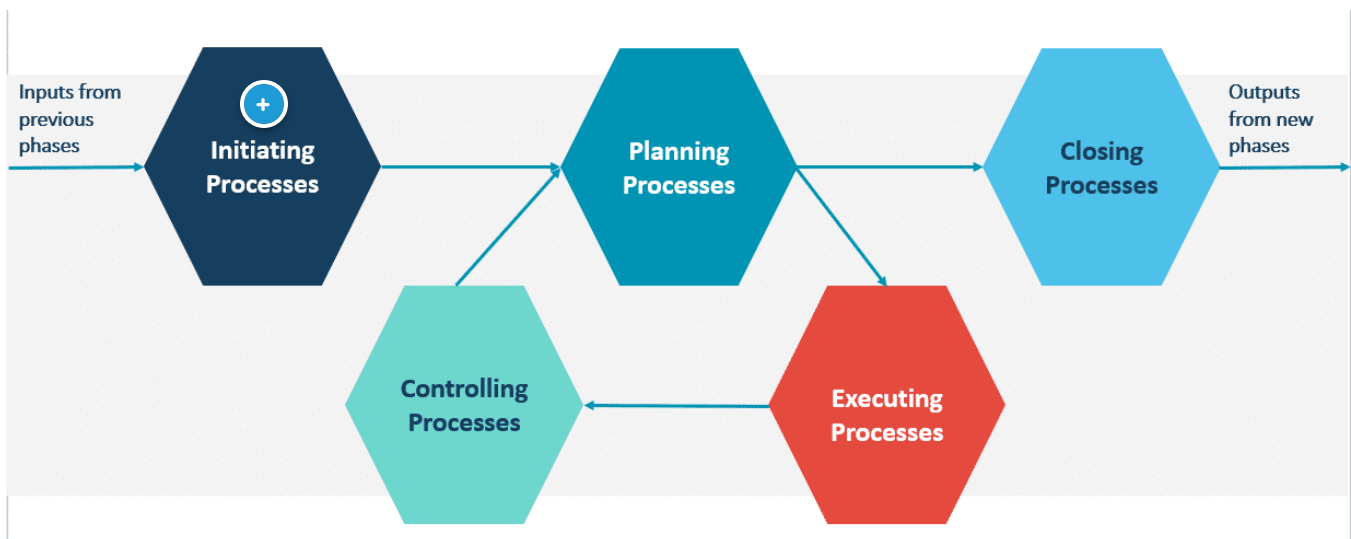 Inputs from
previous
phases
+
Initiating
Processes
Planning
Processes
Closing
Processes
Outputs
from new
phases
Controlling
Processes
Executing
Processes